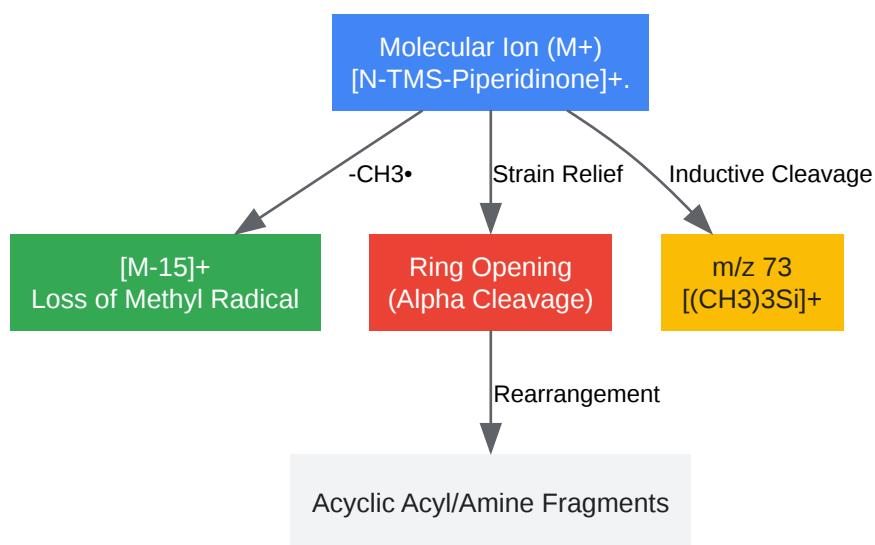 Molecular Ion (M+)
[N-TMS-Piperidinone]+.
-CH3•
Strain Relief
Inductive Cleavage
[M-15]+
Loss of Methyl Radical
Ring Opening
(Alpha Cleavage)
m/z 73
[(CH3)3Si]+
Rearrangement
Acyclic Acyl/Amine Fragments